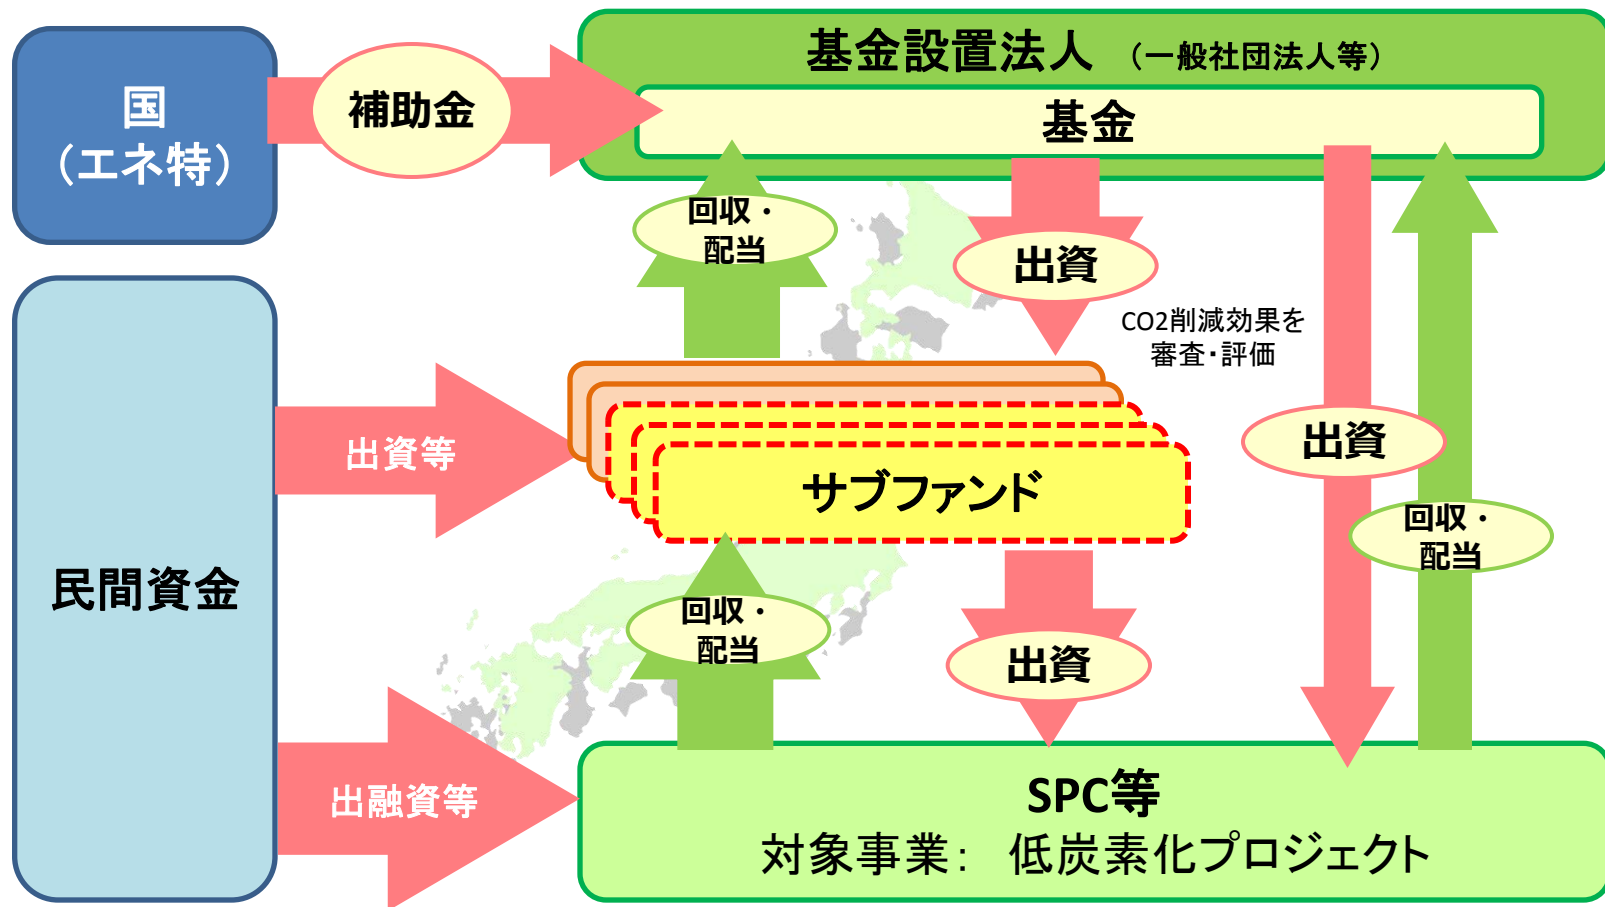 国
（エネ特）
補助金
基金設置法人 （一般社団法人等）
基金
回収・
配当
出資
CO2削減効果を
審査・評価
民間資金
出資等
サブファンド
出資
回収・
配当
回収・
配当
出資
出融資等
SPC等
対象事業： 低炭素化プロジェクト